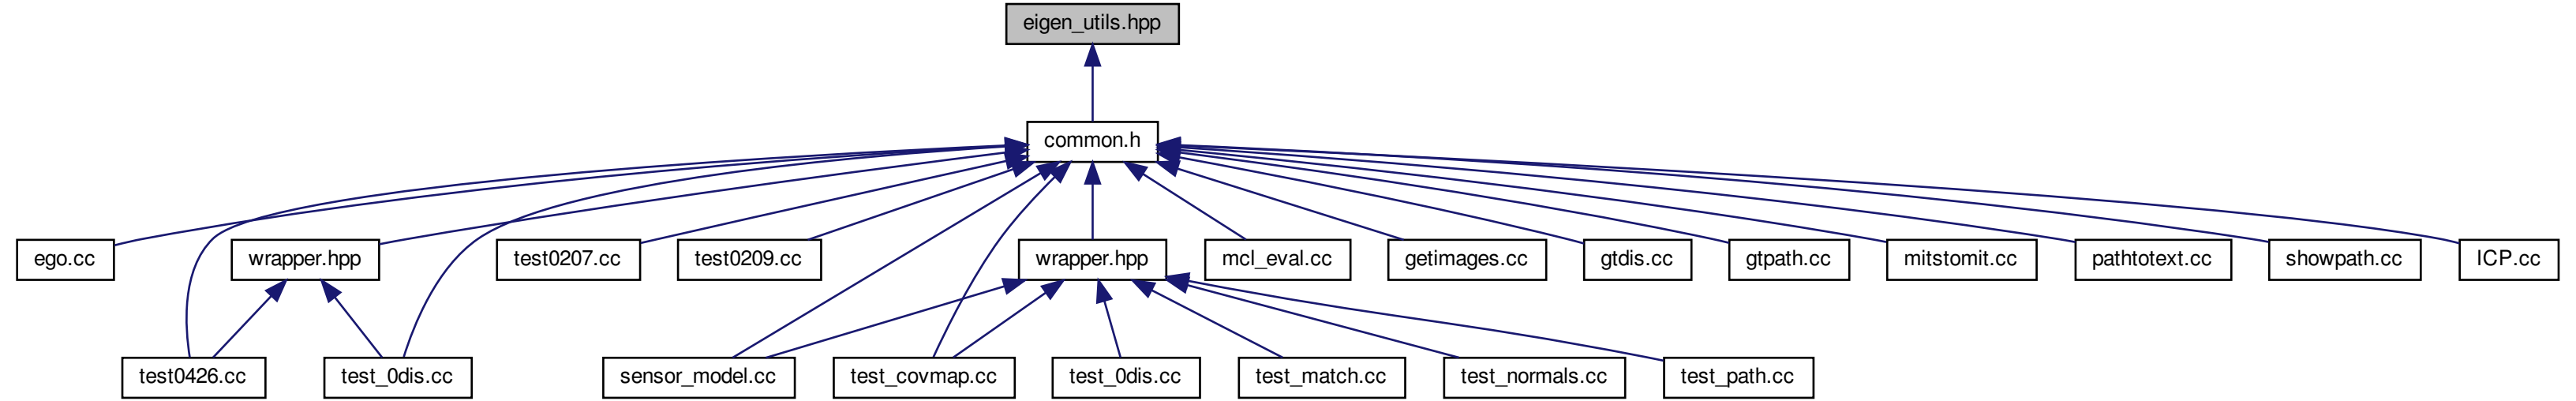 eigen_utils.hpp
common.h
ego.cc
wrapper.hpp
test0207.cc
test0209.cc
wrapper.hpp
mcl_eval.cc
getimages.cc
gtdis.cc
gtpath.cc
mitstomit.cc
pathtotext.cc
showpath.cc
ICP.cc
test0426.cc
test_0dis.cc
sensor_model.cc
test_covmap.cc
test_0dis.cc
test_match.cc
test_normals.cc
test_path.cc